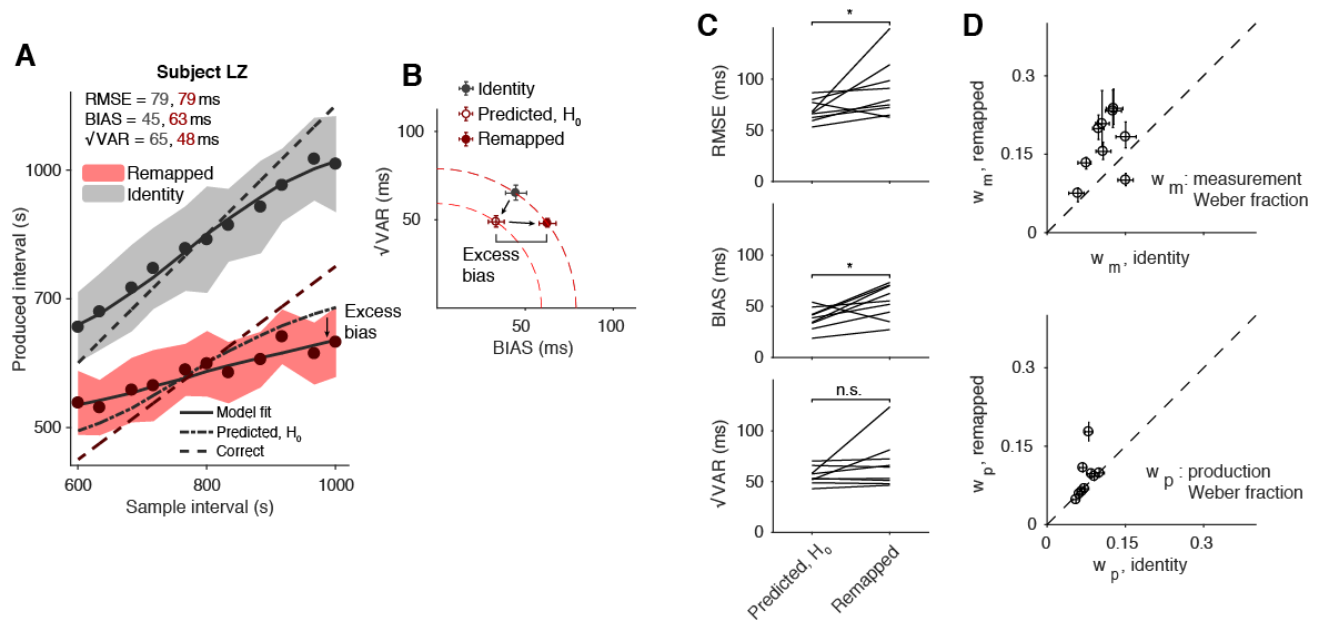 A
Subject LZ
RMSE = 79, 79 ms
BIAS = 45, 63 ms
√VAR = 65, 48 ms
Remapped
Identity
Produced interval (s)
1000
700
500
Excess
bias
Model fit
Predicted, H0
Correct
600
800
1000
Sample interval (s)
B
Identity
Predicted, H0
Remapped
√VAR (ms)
100
50
Excess
bias
50
100
BIAS (ms)
C
*
RMSE (ms)
100
50
0
*
BIAS (ms)
100
50
0
n.s.
√VAR (ms)
100
50
0
Predicted, H0
Remapped
D
wm, remapped
0.3
0.15
0
wm: measurement
Weber fraction
wm, identity
wp, remapped
0.3
0.15
0
wp : production
Weber fraction
0
0.15
0.3
wp, identity